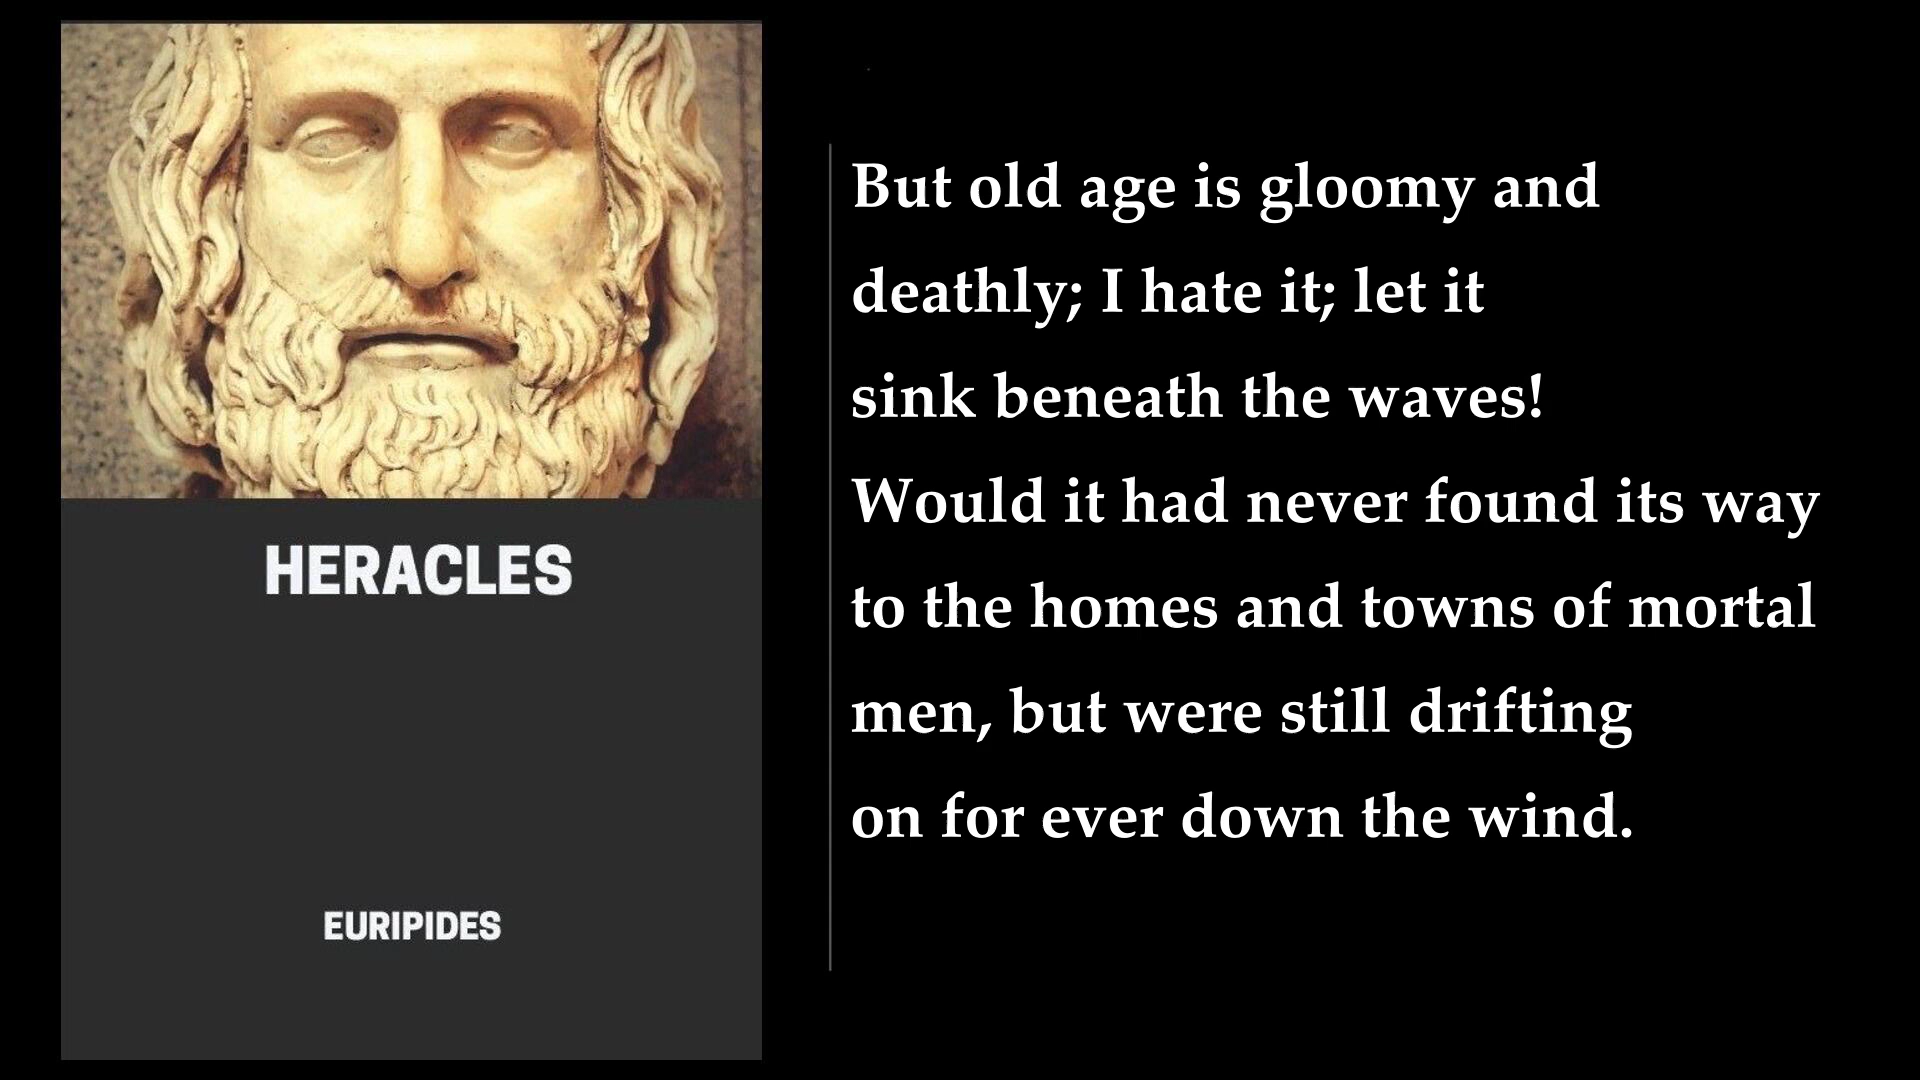 HERACLES
EURIPIDES
But old age is gloomy and
deathly; I hate it; let it
sink beneath the waves!
Would it had never found its way
to the homes and towns of mortal
men, but were still drifting
on for ever down the wind.